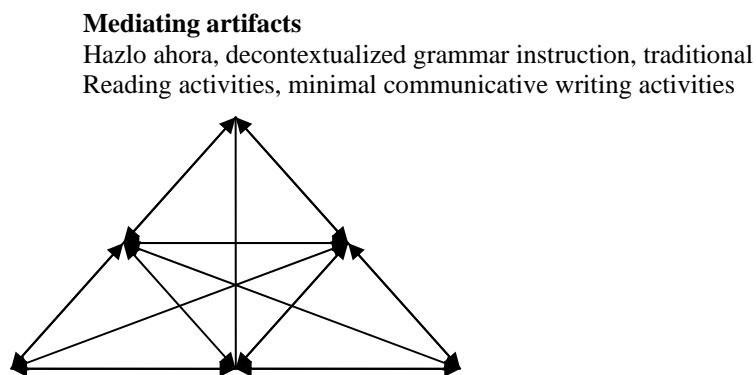 Mediating artifacts
Hazlo ahora, decontextualized grammar instruction, traditional
Reading activities, minimal communicative writing activities